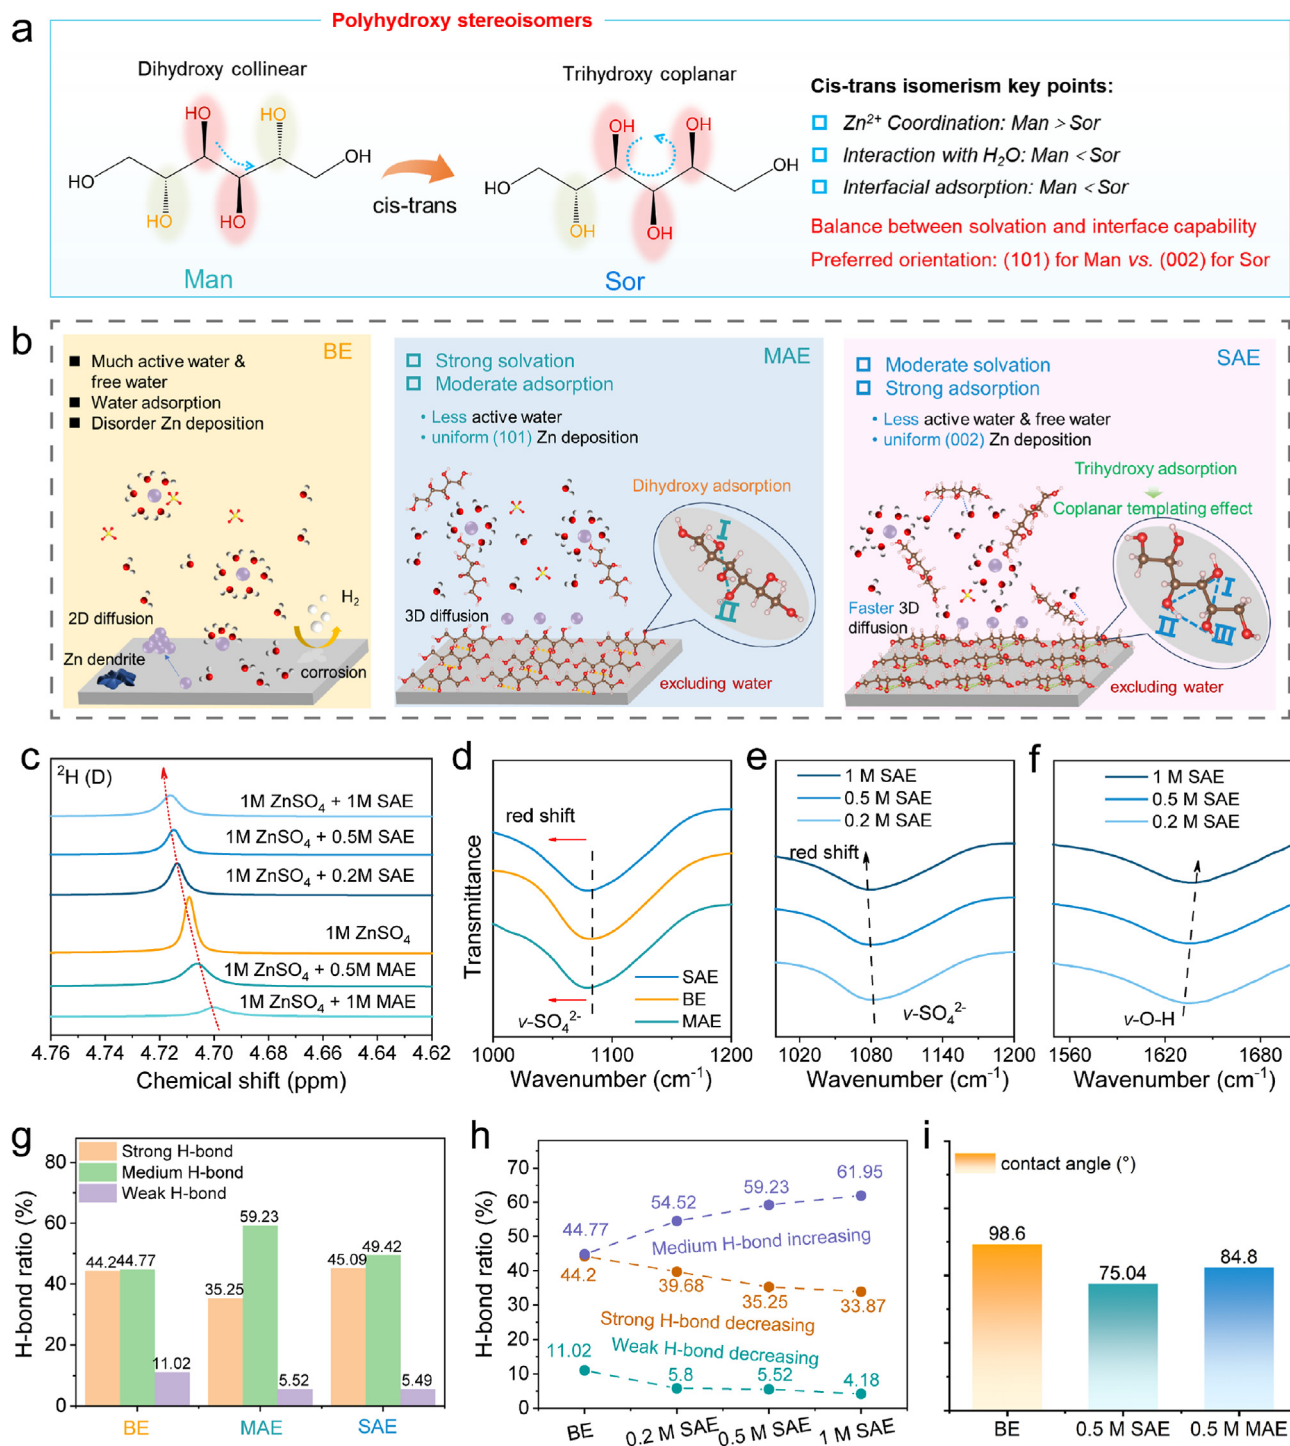 a
Polyhydroxy stereoisomers
Dihydroxy collinear
HO
HO
HO
HO
HO
OH
Man
cis-trans
Trihydroxy coplanar
OH
OH
HO
OH
OH
OH
Sor
Cis-trans isomerism key points:
Zn²⁺ Coordination: Man > Sor
Interaction with H₂O: Man < Sor
Interfacial adsorption: Man < Sor
Balance between solvation and interface capability
Preferred orientation: (101) for Man vs. (002) for Sor
b
BE
Much active water &
free water
Water adsorption
Disorder Zn deposition
2D diffusion
H₂
Zn dendrite
corrosion
MAE
Strong solvation
Moderate adsorption
• Less active water
• uniform (101) Zn deposition
Dihydroxy adsorption
I
II
3D diffusion
excluding water
SAE
Moderate solvation
Strong adsorption
• Less active water & free water
• uniform (002) Zn deposition
Trihydroxy adsorption
Coplanar templating effect
I
II
III
Faster 3D
diffusion
excluding water
c
²H (D)
1M ZnSO₄ + 1M SAE
1M ZnSO₄ + 0.5M SAE
1M ZnSO₄ + 0.2M SAE
1M ZnSO₄
1M ZnSO₄ + 0.5M MAE
1M ZnSO₄ + 1M MAE
4.76 4.74 4.72 4.70 4.68 4.66 4.64 4.62
Chemical shift (ppm)
d
Transmittance
red shift
SAE
BE
MAE
v-SO₄²⁻
1000 1100 1200
Wavenumber (cm⁻¹)
e
1 M SAE
0.5 M SAE
0.2 M SAE
red shift
v-SO₄²⁻
1020 1080 1140 1200
Wavenumber (cm⁻¹)
f
1 M SAE
0.5 M SAE
0.2 M SAE
v-O-H
1560 1620 1680
Wavenumber (cm⁻¹)
g
H-bond ratio (%)
Strong H-bond
Medium H-bond
Weak H-bond
80
60
40
20
0
44.2 44.77 11.02
35.25 59.23 5.52
45.09 49.42 5.49
BE MAE SAE
h
H-bond ratio (%)
70
60
50
40
30
20
10
0
44.77 54.52 59.23 61.95
Medium H-bond increasing
44.2 39.68 35.25 33.87
Strong H-bond decreasing
Weak H-bond decreasing
11.02 5.8 5.52 4.18
BE 0.2 M SAE 0.5 M SAE 1 M SAE
i
contact angle (°)
98.6
75.04
84.8
BE 0.5 M SAE 0.5 M MAE